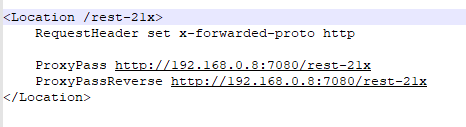 <Location /rest-21x>
RequestHeader set x-forwarded-proto http
ProxyPass http://192.168.0.8:7080/rest-21x
ProxyPassReverse http://192.168.0.8:7080/rest-21x
</Location>